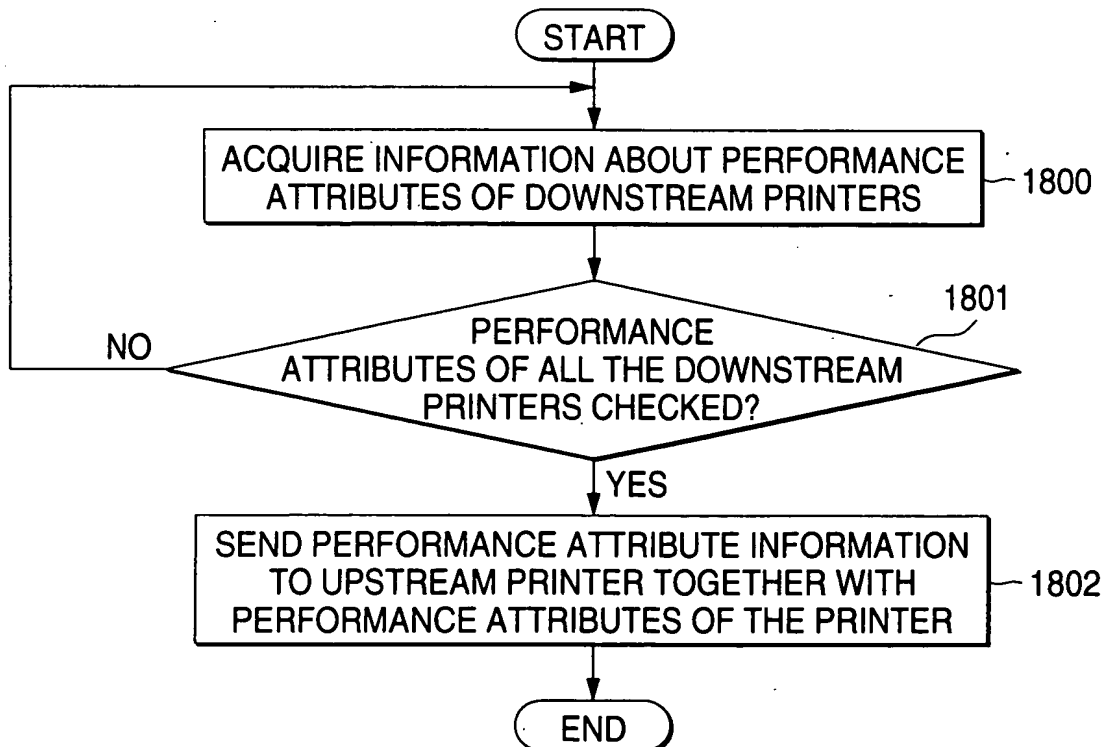 START
ACQUIRE INFORMATION ABOUT PERFORMANCE
ATTRIBUTES OF DOWNSTREAM PRINTERS
1800
1801
PERFORMANCE
ATTRIBUTES OF ALL THE DOWNSTREAM
PRINTERS CHECKED?
NO
YES
SEND PERFORMANCE ATTRIBUTE INFORMATION
TO UPSTREAM PRINTER TOGETHER WITH
PERFORMANCE ATTRIBUTES OF THE PRINTER
1802
END